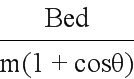 Bed
m(1 + cosθ)